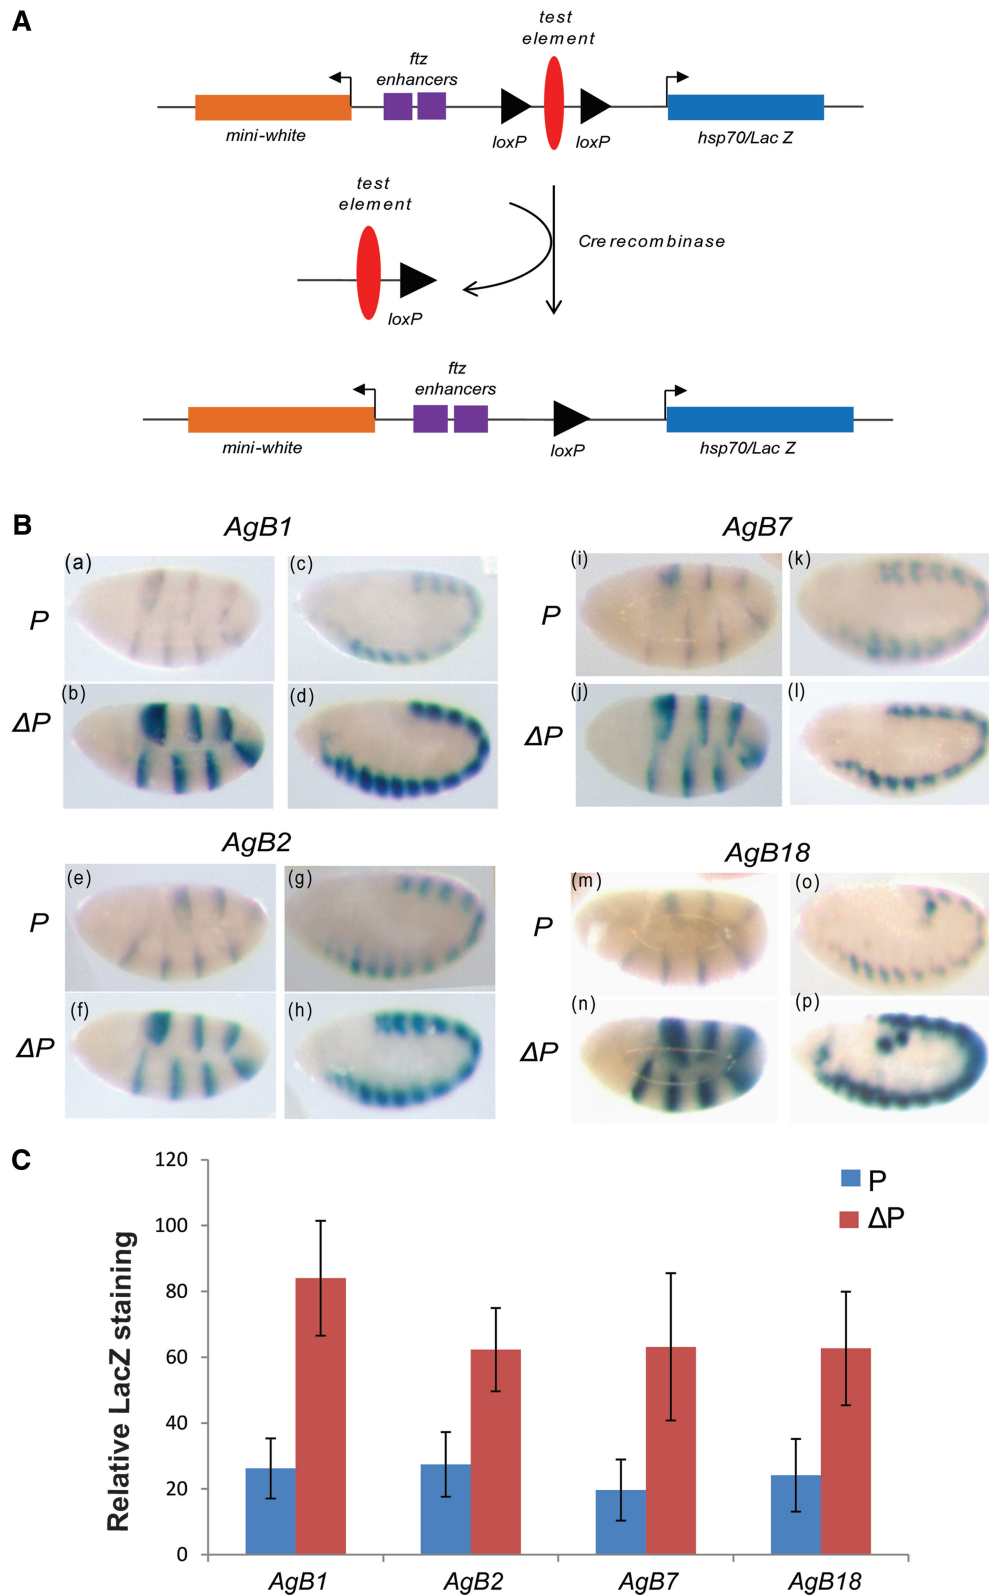 A
test
element
ftz
enhancers
mini-white
loxP
loxP
hsp70/Lac Z
test
element
Cre recombinase
loxP
ftz
enhancers
mini-white
loxP
hsp70/Lac Z
B
AgB1
AgB7
(a)
(c)
(i)
(k)
P
P
(b)
(d)
(j)
(l)
ΔP
ΔP
AgB2
AgB18
(e)
(g)
(m)
(o)
P
P
(f)
(h)
(n)
(p)
ΔP
ΔP
C
120
100
80
60
40
20
0
Relative LacZ staining
P
ΔP
AgB1
AgB2
AgB7
AgB18